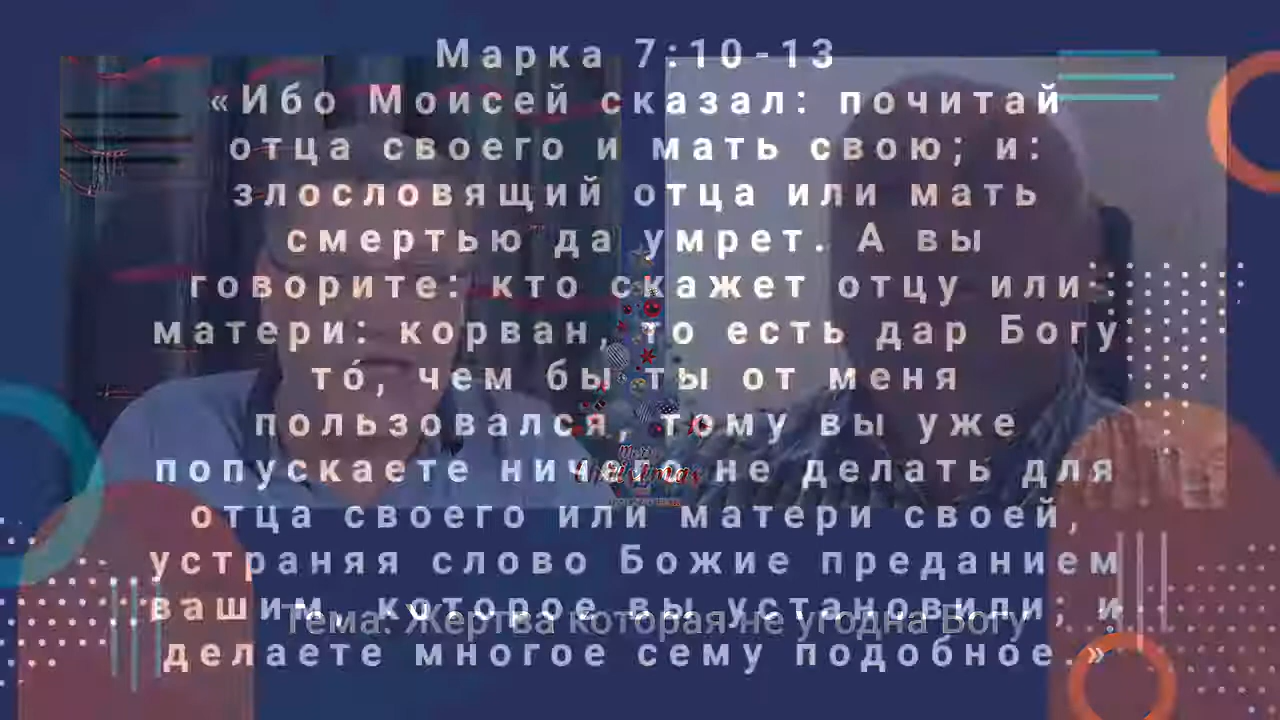 Марка 7:10-13
«Ибо Моисей сказал: почитай
отца своего и мать свою; и:
злословящий отца или мать
смертью да умрет. А вы
говорите: кто скажет отцу или
матери: корван, то есть дар Богу
то́, чем бы ты от меня
пользовался, тому вы уже
попускаете ничего не делать для
отца своего или матери своей,
устраняя слово Божие преданием
вашим, которое вы установили; и
Тема: Жертва которая не угодна Богу
делаете многое сему подобное.»
Merry
Christmas